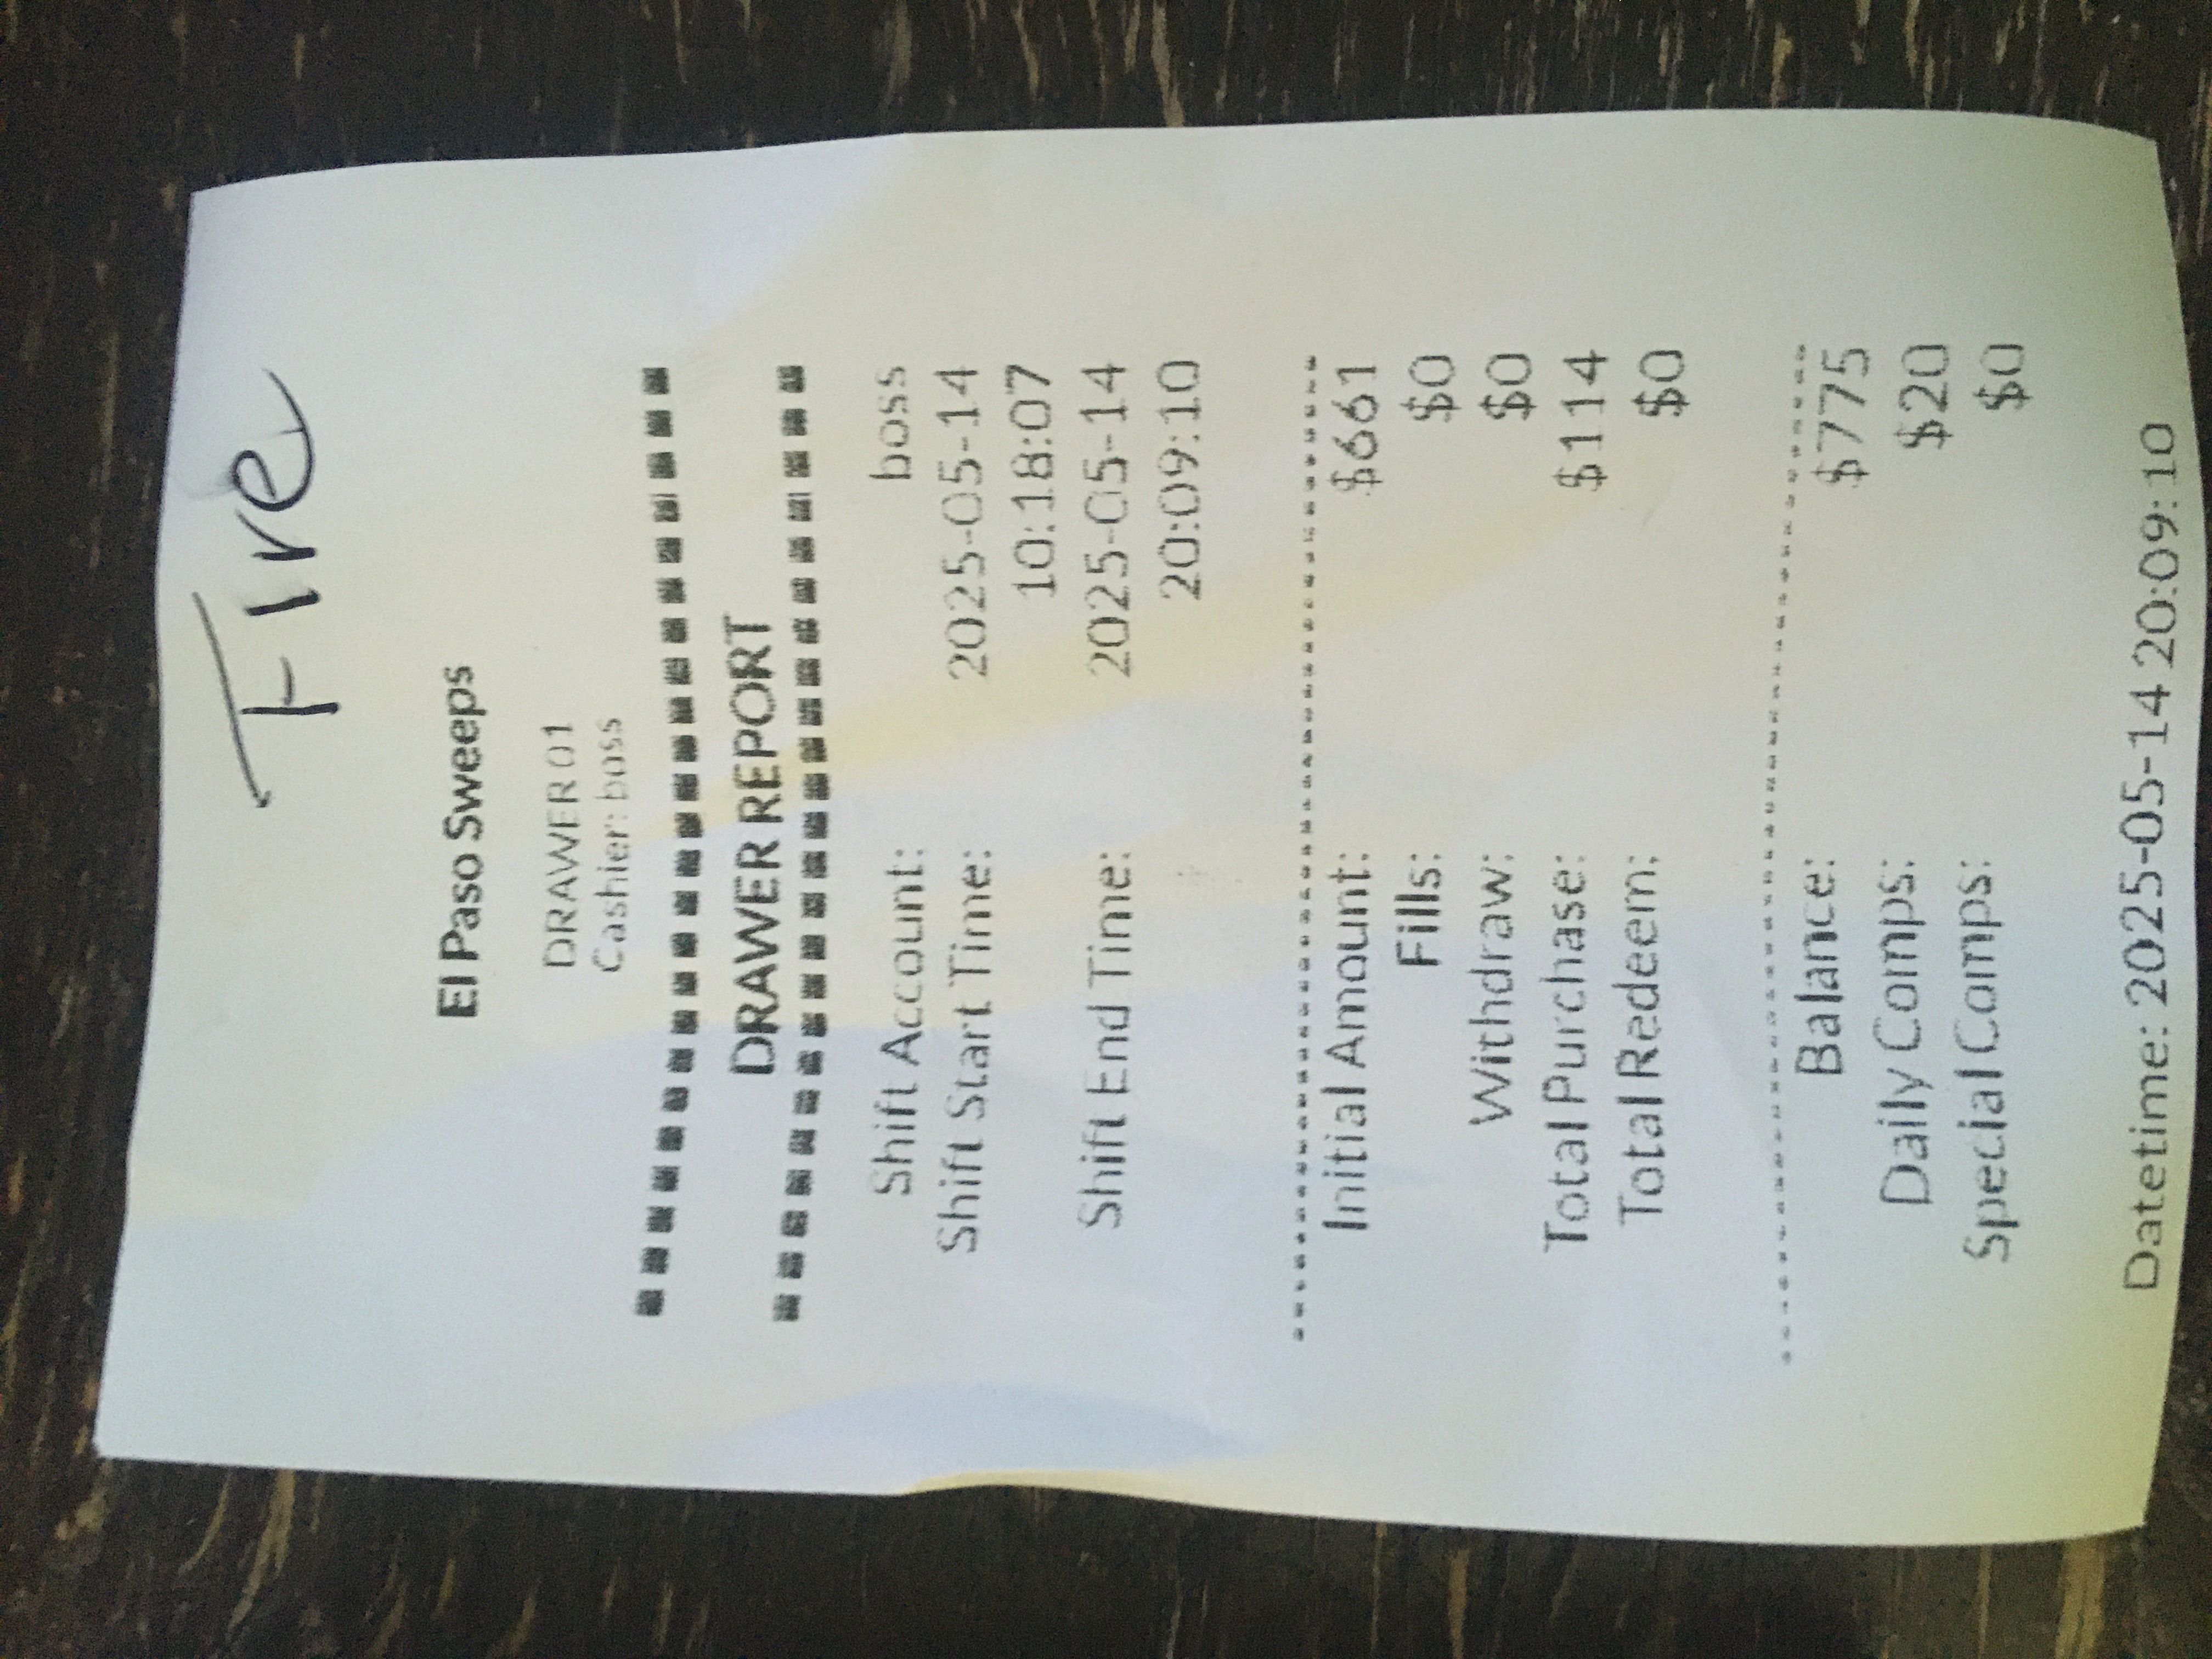 Fire
El Paso Sweeps
DRAWER 01
Cashier: boss
DRAWER REPORT
Shift Account: boss
Shift Start Time: 2025-05-14
10:18:07
Shift End Time: 2025-05-14
20:09:10
Initial Amount: $661
Fills: $0
Withdraw: $0
Total Purchase: $114
Total Redeem: $0
Balance: $775
Daily Comps: $20
Special Comps: $0
Datetime: 2025-05-14 20:09:10